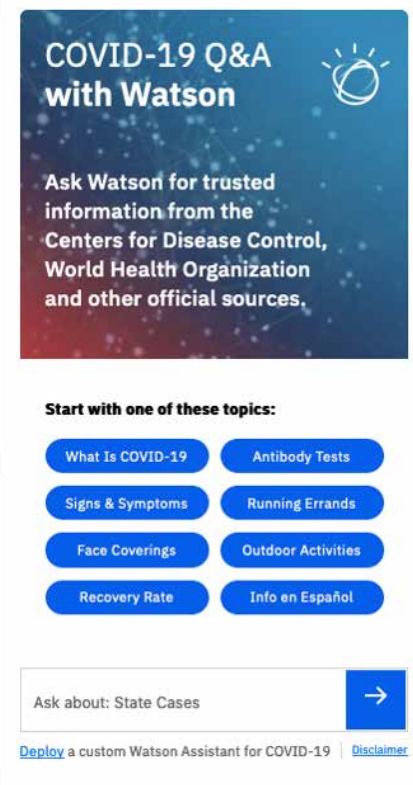 COVID-19 Q&A
with Watson
Ask Watson for trusted
information from the
Centers for Disease Control,
World Health Organization
and other official sources.
Start with one of these topics:
What Is COVID-19
Antibody Tests
Signs & Symptoms
Running Errands
Face Coverings
Outdoor Activities
Recovery Rate
Info en Español
Ask about: State Cases
Deploy a custom Watson Assistant for COVID-19
Disclaimer